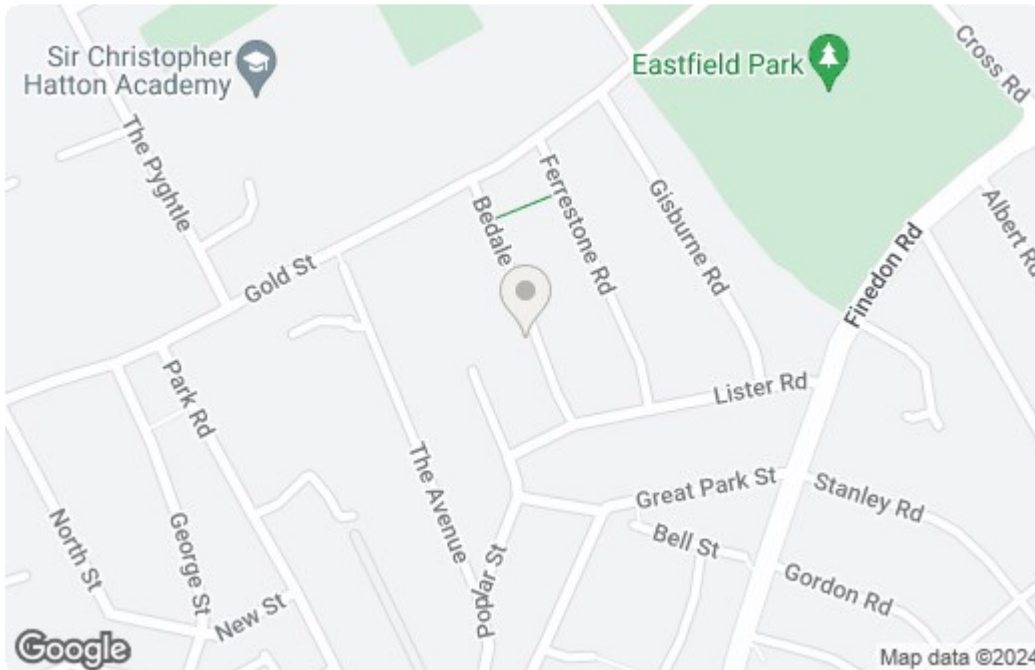 Sir Christopher
Hatton Academy
Eastfield Park
Cross Rd
The Pyghtle
Ferrestone Rd
Gisburne Rd
Albert Rd
Bedale
Gold St
Finedon Rd
Park Rd
Lister Rd
The Avenue
Great Park St
Stanley Rd
North St
George St
Bell St
Gordon Rd
New St
Google
Map data ©2024